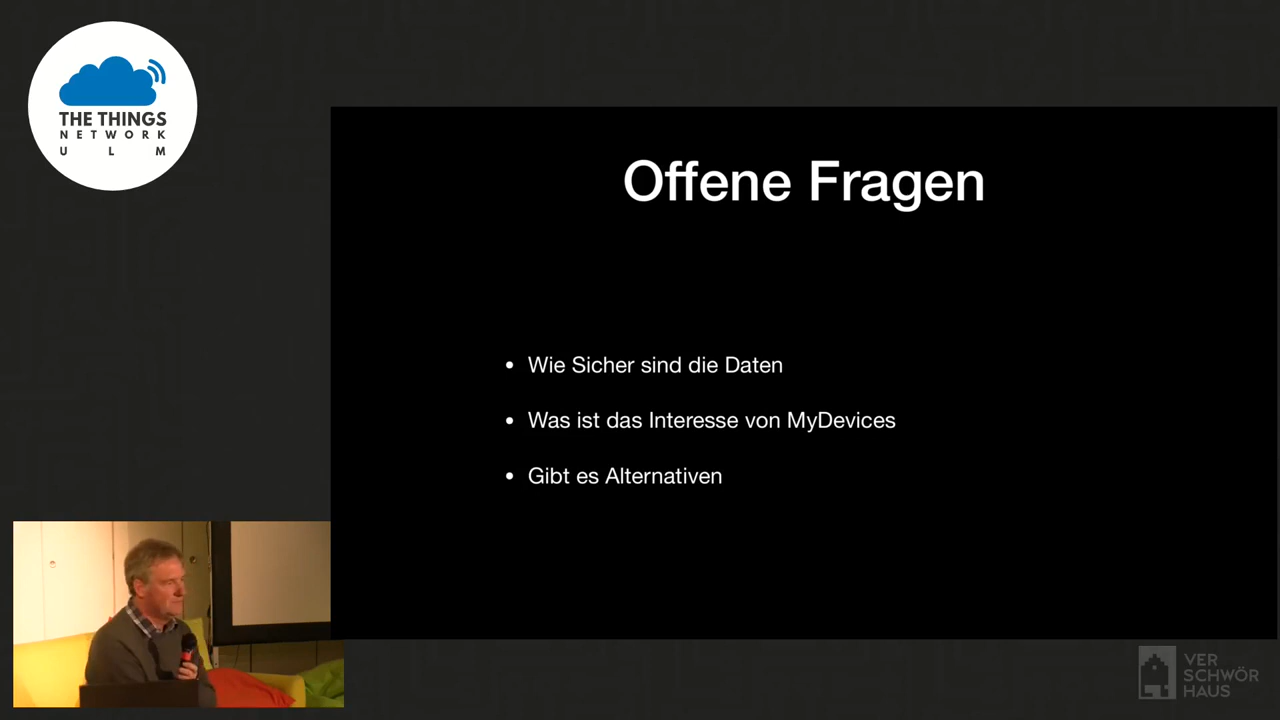 THE THINGS
NETWORK
ULM
Offene Fragen
• Wie Sicher sind die Daten
• Was ist das Interesse von MyDevices
• Gibt es Alternativen
VER
SCHWÖR
HAUS